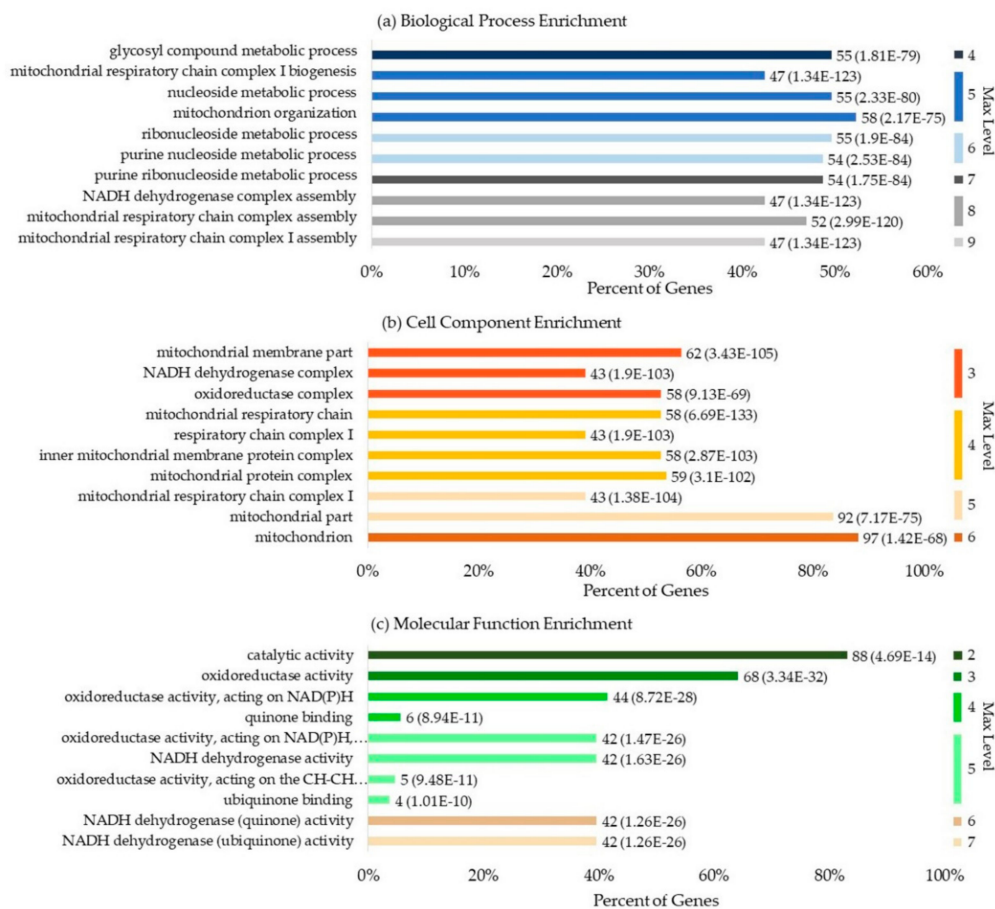 (a) Biological Process Enrichment
glycosyl compound metabolic process 55 (1.81E-79) 4
mitochondrial respiratory chain complex I biogenesis 47 (1.34E-123)
nucleoside metabolic process 55 (2.33E-80) 5
mitochondrion organization 58 (2.17E-75)
ribonucleoside metabolic process 55 (1.9E-84) 6
purine nucleoside metabolic process 54 (2.53E-84)
purine ribonucleoside metabolic process 54 (1.75E-84) 7
NADH dehydrogenase complex assembly 47 (1.34E-123) 8
mitochondrial respiratory chain complex assembly 52 (2.99E-120)
mitochondrial respiratory chain complex I assembly 47 (1.34E-123) 9
Max Level
0% 10% 20% 30% 40% 50% 60%
Percent of Genes
(b) Cell Component Enrichment
mitochondrial membrane part 62 (3.43E-105)
NADH dehydrogenase complex 43 (1.9E-103) 3
oxidoreductase complex 58 (9.13E-69)
mitochondrial respiratory chain 58 (6.69E-133)
respiratory chain complex I 43 (1.9E-103) 4
inner mitochondrial membrane protein complex 58 (2.87E-103)
mitochondrial protein complex 59 (3.1E-102)
mitochondrial respiratory chain complex I 43 (1.38E-104) 5
mitochondrial part 92 (7.17E-75)
mitochondrion 97 (1.42E-68) 6
Max Level
0% 20% 40% 60% 80% 100%
Percent of Genes
(c) Molecular Function Enrichment
catalytic activity 88 (4.69E-14) 2
oxidoreductase activity 68 (3.34E-32) 3
oxidoreductase activity, acting on NAD(P)H 44 (8.72E-28) 4
quinone binding 6 (8.94E-11)
oxidoreductase activity, acting on NAD(P)H,... 42 (1.47E-26)
NADH dehydrogenase activity 42 (1.63E-26) 5
oxidoreductase activity, acting on the CH-CH... 5 (9.48E-11)
ubiquinone binding 4 (1.01E-10)
NADH dehydrogenase (quinone) activity 42 (1.26E-26) 6
NADH dehydrogenase (ubiquinone) activity 42 (1.26E-26) 7
Max Level
0% 20% 40% 60% 80% 100%
Percent of Genes